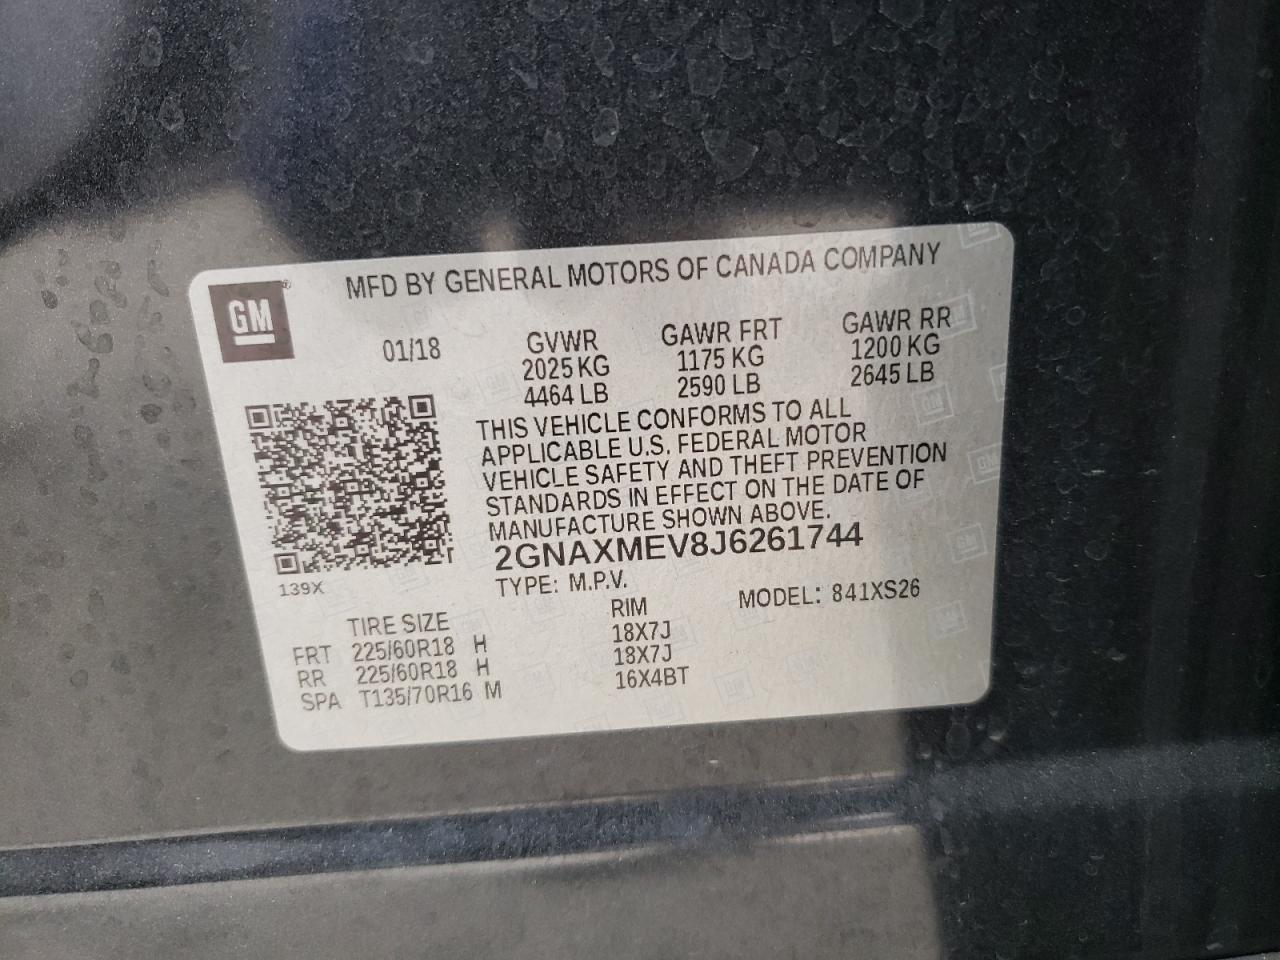 MFD BY GENERAL MOTORS OF CANADA COMPANY
GM®
01/18 GVWR GAWR FRT GAWR RR
2025 KG 1175 KG 1200 KG
4464 LB 2590 LB 2645 LB
THIS VEHICLE CONFORMS TO ALL
APPLICABLE U.S. FEDERAL MOTOR
VEHICLE SAFETY AND THEFT PREVENTION
STANDARDS IN EFFECT ON THE DATE OF
MANUFACTURE SHOWN ABOVE.
2GNAXMEV8J6261744
139X
TYPE: M.P.V. MODEL: 841XS26
TIRE SIZE RIM
FRT 225/60R18 H 18X7J
RR 225/60R18 H 18X7J
SPA T135/70R16 M 16X4BT